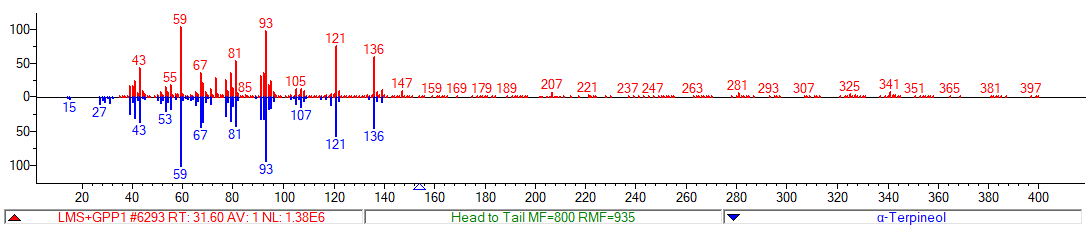 100 59 93
50 43 55 67 81 85 105 121 136 147 159 169 179 189 207 221 237 247 263 281 293 307 325 341 351 365 381 397
0
50 15 27 43 53 67 81 107 121 136
100 59 93
20 40 60 80 100 120 140 160 180 200 220 240 260 280 300 320 340 360 380 400
LMS+GPP1 #6293 RT: 31.60 AV: 1 NL: 1.38E6 Head to Tail MF=800 RMF=935 α-Terpineol